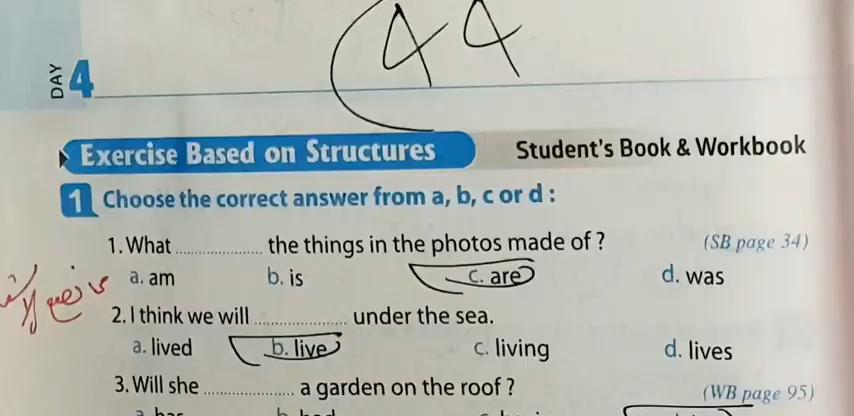 44
DAY 4
Exercise Based on Structures Student's Book & Workbook
1 Choose the correct answer from a, b, c or d :
1. What ..................... the things in the photos made of ? (SB page 34)
a. am b. is c. are d. was
2. I think we will ....................... under the sea.
a. lived b. live c. living d. lives
3. Will she ....................... a garden on the roof ? (WB page 95)